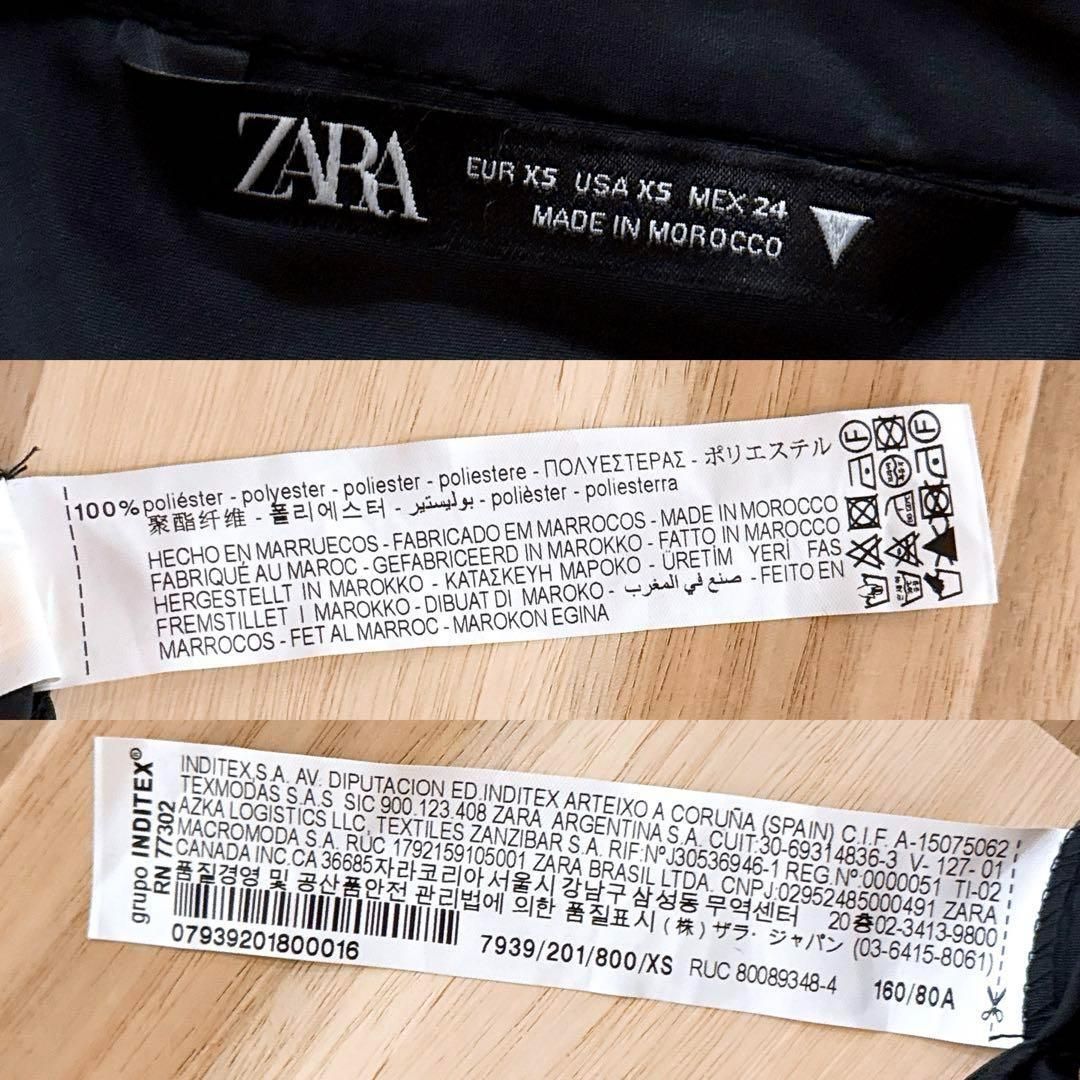 ZARA
EUR XS USA XS MEX 24
MADE IN MOROCCO
100% poliéster - polyester - poliester - poliestere - ΠΟΛΥΕΣΤΕΡΑΣ - ポリエステル
聚酯纤维 - 폴리에스터 - بوليستير - polièster - poliesterra
HECHO EN MARRUECOS - FABRICADO EM MARROCOS - MADE IN MOROCCO
FABRIQUÉ AU MAROC - GEFABRICEERD IN MAROKKO - FATTO IN MAROCCO
HERGESTELLT IN MAROKKO - ΚΑΤΑΣΚΕΥΗ ΜΑΡΟΚΟ - ÜRETİM YERİ FAS
FREMSTILLET I MAROKKO - DIBUAT DI MAROKO - صنع في المغرب - FEITO EN
MARROCOS - FET AL MARROC - MAROKON EGINA
F
F
grupo INDITEX®
RN 77302
INDITEX,S.A. AV. DIPUTACION ED.INDITEX ARTEIXO A CORUÑA (SPAIN) C.I.F. A-15075062
TEXMODAS S.A.S SIC 900.123.408 ZARA ARGENTINA S.A. CUIT:30-69314836-3 V- 127- 01
AZKA LOGISTICS LLC, TEXTILES ZANZIBAR S.A. RIF:NºJ30536946-1 REG.Nº:0000051 TI-02
MACROMODA S.A. RUC 1792159105001 ZARA BRASIL LTDA. CNPJ:02952485000491 ZARA
CANADA INC.CA 36685자라코리아서울시 강남구 삼성동 무역센터 20층02-3413-9800
품질경영 및 공산품안전 관리법에 의한 품질표시 (株) ザラ・ジャパン (03-6415-8061)
07939201800016
7939/201/800/XS
RUC 80089348-4
160/80A